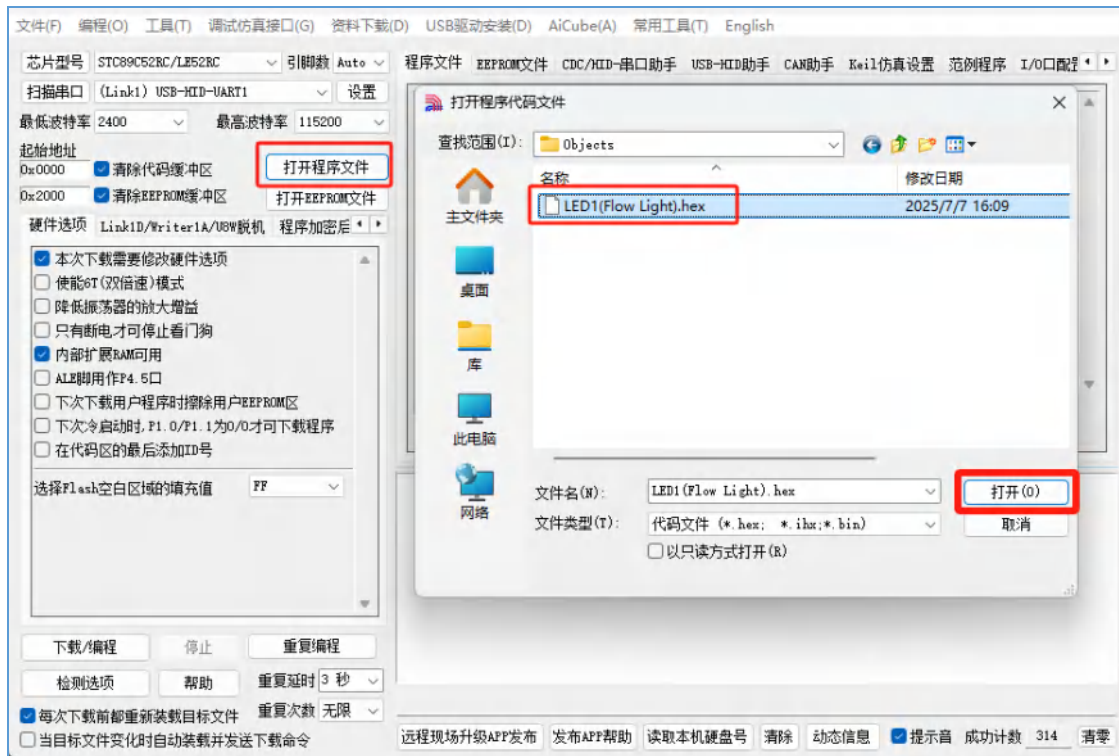 文件(F) 编程(O) 工具(T) 调试仿真接口(G) 资料下载(D) USB驱动安装(D) AiCube(A) 常用工具(T) English
芯片型号 STC89C52RC/LE52RC 引脚数 Auto
扫描串口 (Link1) USB-HID-UART1 设置
最低波特率 2400 最高波特率 115200
起始地址
0x0000 清除代码缓冲区 打开程序文件
0x2000 清除EEPROM缓冲区 打开EEPROM文件
硬件选项 Link1D/Writer1A/U8W脱机 程序加密后
本次下载需要修改硬件选项
使能6T(双倍速)模式
降低振荡器的放大增益
只有断电才可停止看门狗
内部扩展RAM可用
ALE脚用作P4.5口
下次下载用户程序时擦除用户EEPROM区
下次冷启动时,P1.0/P1.1为0/0才可下载程序
在代码区的最后添加ID号
选择Flash空白区域的填充值 FF
下载/编程 停止 重复编程
检测选项 帮助 重复延时 3 秒
每次下载前都重新装载目标文件 重复次数 无限
当目标文件变化时自动装载并发送下载命令
程序文件 EEPROM文件 CDC/HID-串口助手 USB-HID助手 CAN助手 Keil仿真设置 范例程序 I/O口配置
打开程序代码文件
查找范围(I): Objects
名称 修改日期
LED1(Flow Light).hex 2025/7/7 16:09
主文件夹
桌面
库
此电脑
网络
文件名(N): LED1(Flow Light).hex 打开(O)
文件类型(T): 代码文件 (*.hex; *.ihx;*.bin) 取消
以只读方式打开(R)
远程现场升级APP发布 发布APP帮助 读取本机硬盘号 清除 动态信息 提示音 成功计数 314 清零